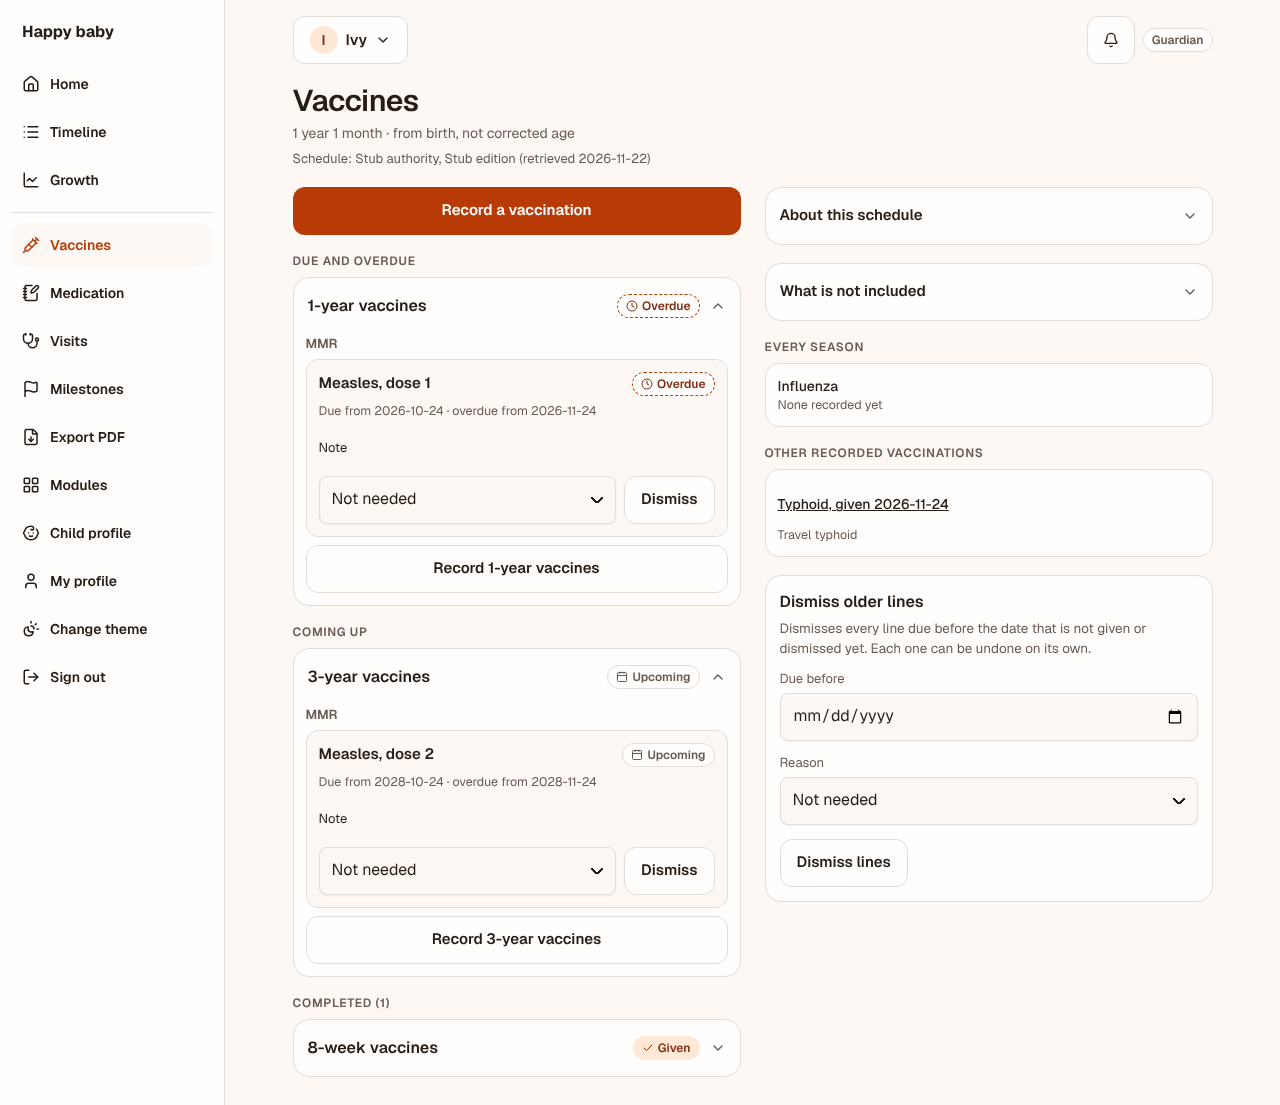 Happy baby
Home
Timeline
Growth
Vaccines
Medication
Visits
Milestones
Export PDF
Modules
Child profile
My profile
Change theme
Sign out
I Ivy
Guardian
Vaccines
1 year 1 month · from birth, not corrected age
Schedule: Stub authority, Stub edition (retrieved 2026-11-22)
Record a vaccination
DUE AND OVERDUE
1-year vaccines
Overdue
MMR
Measles, dose 1
Overdue
Due from 2026-10-24 · overdue from 2026-11-24
Note
Not needed
Dismiss
Record 1-year vaccines
COMING UP
3-year vaccines
Upcoming
MMR
Measles, dose 2
Upcoming
Due from 2028-10-24 · overdue from 2028-11-24
Note
Not needed
Dismiss
Record 3-year vaccines
COMPLETED (1)
8-week vaccines
Given
About this schedule
What is not included
EVERY SEASON
Influenza
None recorded yet
OTHER RECORDED VACCINATIONS
Typhoid, given 2026-11-24
Travel typhoid
Dismiss older lines
Dismisses every line due before the date that is not given or
dismissed yet. Each one can be undone on its own.
Due before
mm/dd/yyyy
Reason
Not needed
Dismiss lines